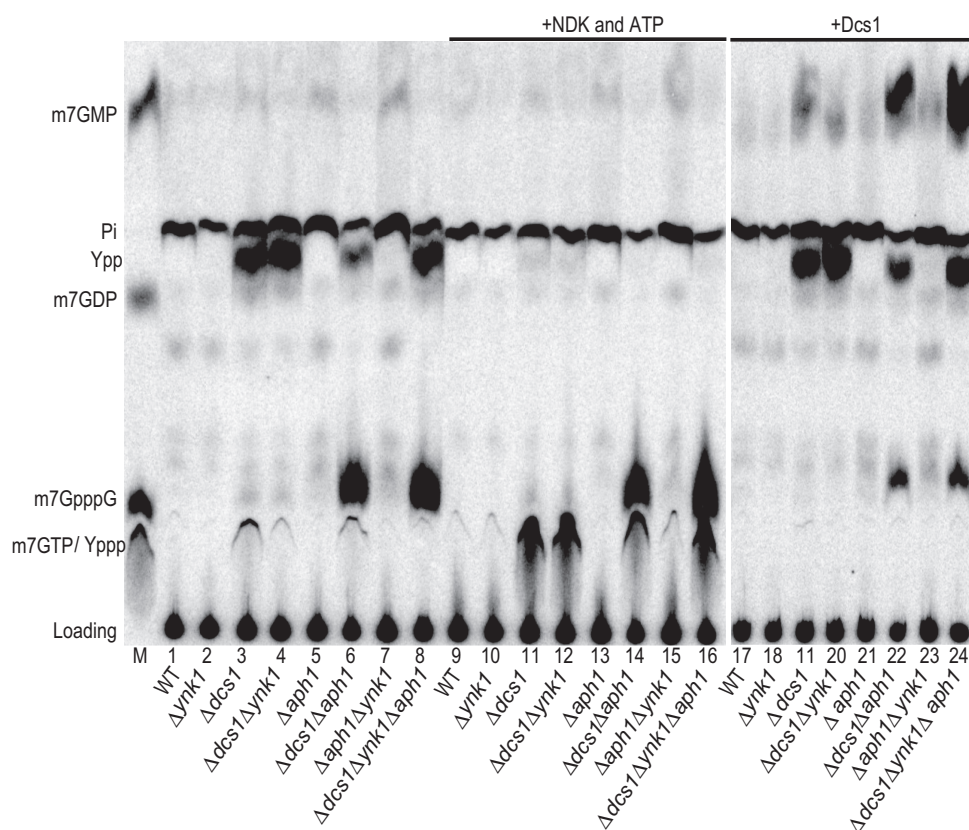 +NDK and ATP
+Dcs1
m7GMP
Pi
Ypp
m7GDP
m7GpppG
m7GTP/ Yppp
Loading
M 1 2 3 4 5 6 7 8 9 10 11 12 13 14 15 16 17 18 11 20 21 22 23 24
WT
Δynk1
Δdcs1
Δdcs1Δynk1
Δaph1
Δdcs1Δaph1
Δaph1Δynk1
Δdcs1Δynk1Δaph1
WT
Δynk1
Δdcs1
Δdcs1Δynk1
Δaph1
Δdcs1Δaph1
Δaph1Δynk1
Δdcs1Δynk1Δaph1
WT
Δynk1
Δdcs1
Δdcs1Δynk1
Δ aph1
Δdcs1Δaph1
Δaph1Δynk1
Δdcs1Δynk1Δ aph1